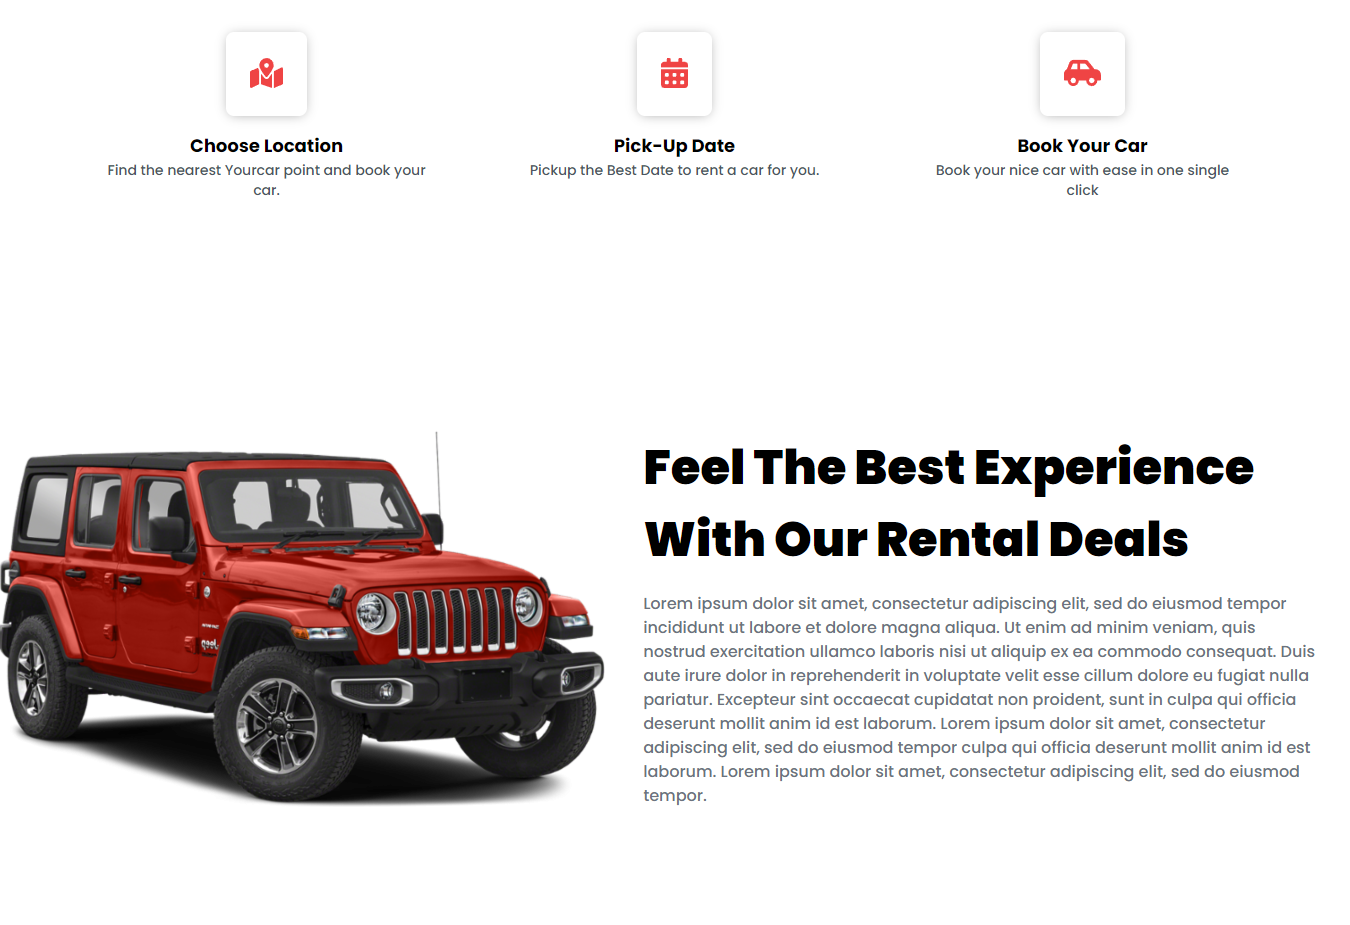 Choose Location
Find the nearest Yourcar point and book your
car.
Pick-Up Date
Pickup the Best Date to rent a car for you.
Book Your Car
Book your nice car with ease in one single
click
Feel The Best Experience
With Our Rental Deals
Lorem ipsum dolor sit amet, consectetur adipiscing elit, sed do eiusmod tempor
incididunt ut labore et dolore magna aliqua. Ut enim ad minim veniam, quis
nostrud exercitation ullamco laboris nisi ut aliquip ex ea commodo consequat. Duis
aute irure dolor in reprehenderit in voluptate velit esse cillum dolore eu fugiat nulla
pariatur. Excepteur sint occaecat cupidatat non proident, sunt in culpa qui officia
deserunt mollit anim id est laborum. Lorem ipsum dolor sit amet, consectetur
adipiscing elit, sed do eiusmod tempor culpa qui officia deserunt mollit anim id est
laborum. Lorem ipsum dolor sit amet, consectetur adipiscing elit, sed do eiusmod
tempor.